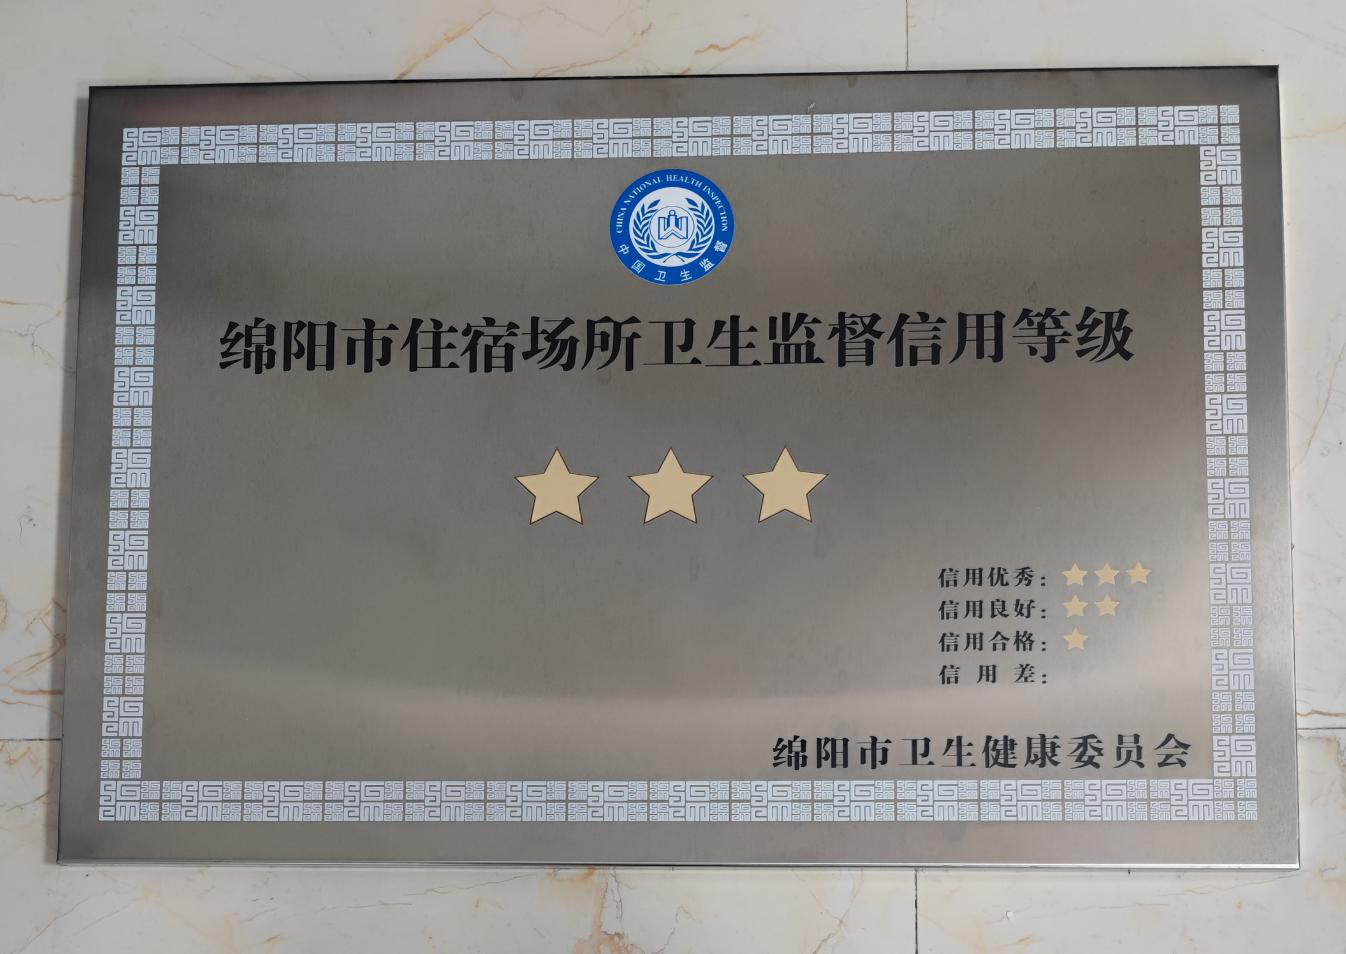 CHINA NATIONAL HEALTH INSPECTION
中国卫生监督
绵阳市住宿场所卫生监督信用等级
信用优秀：
信用良好：
信用合格：
信用差：
绵阳市卫生健康委员会